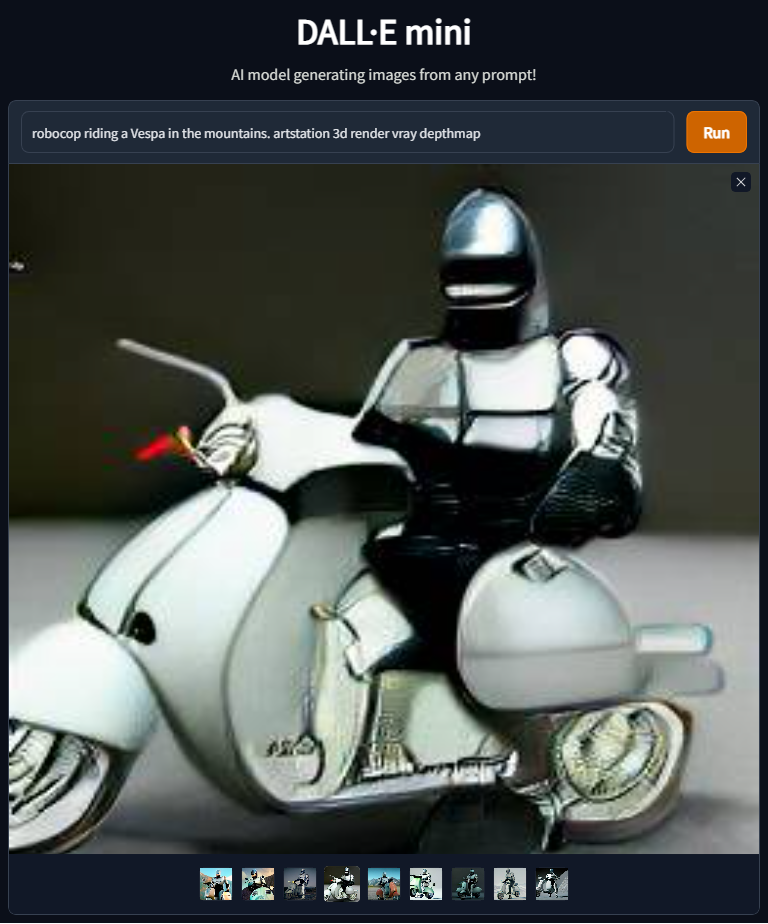 DALL·E mini
AI model generating images from any prompt!
robocop riding a Vespa in the mountains. artstation 3d render vray depthmap
Run